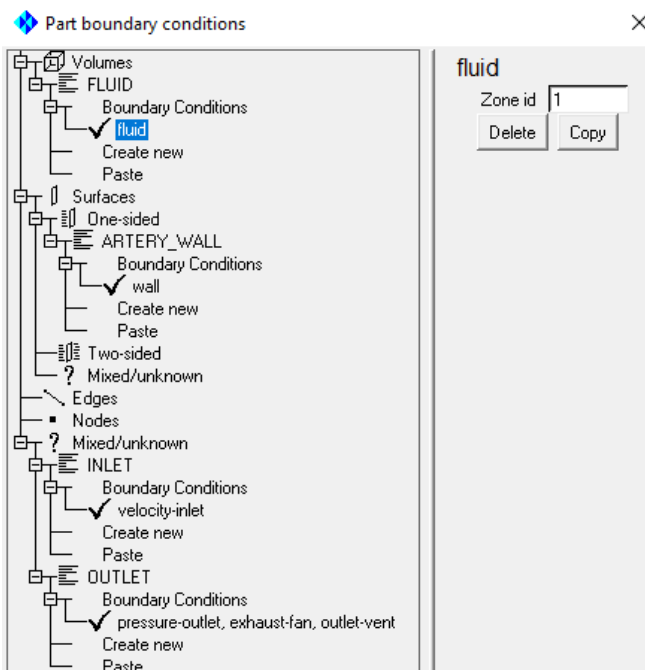 Part boundary conditions
Volumes
FLUID
Boundary Conditions
fluid
Create new
Paste
Surfaces
One-sided
ARTERY_WALL
Boundary Conditions
wall
Create new
Paste
Two-sided
? Mixed/unknown
Edges
Nodes
? Mixed/unknown
INLET
Boundary Conditions
velocity-inlet
Create new
Paste
OUTLET
Boundary Conditions
pressure-outlet, exhaust-fan, outlet-vent
Create new
Paste
fluid
Zone id 1
Delete Copy